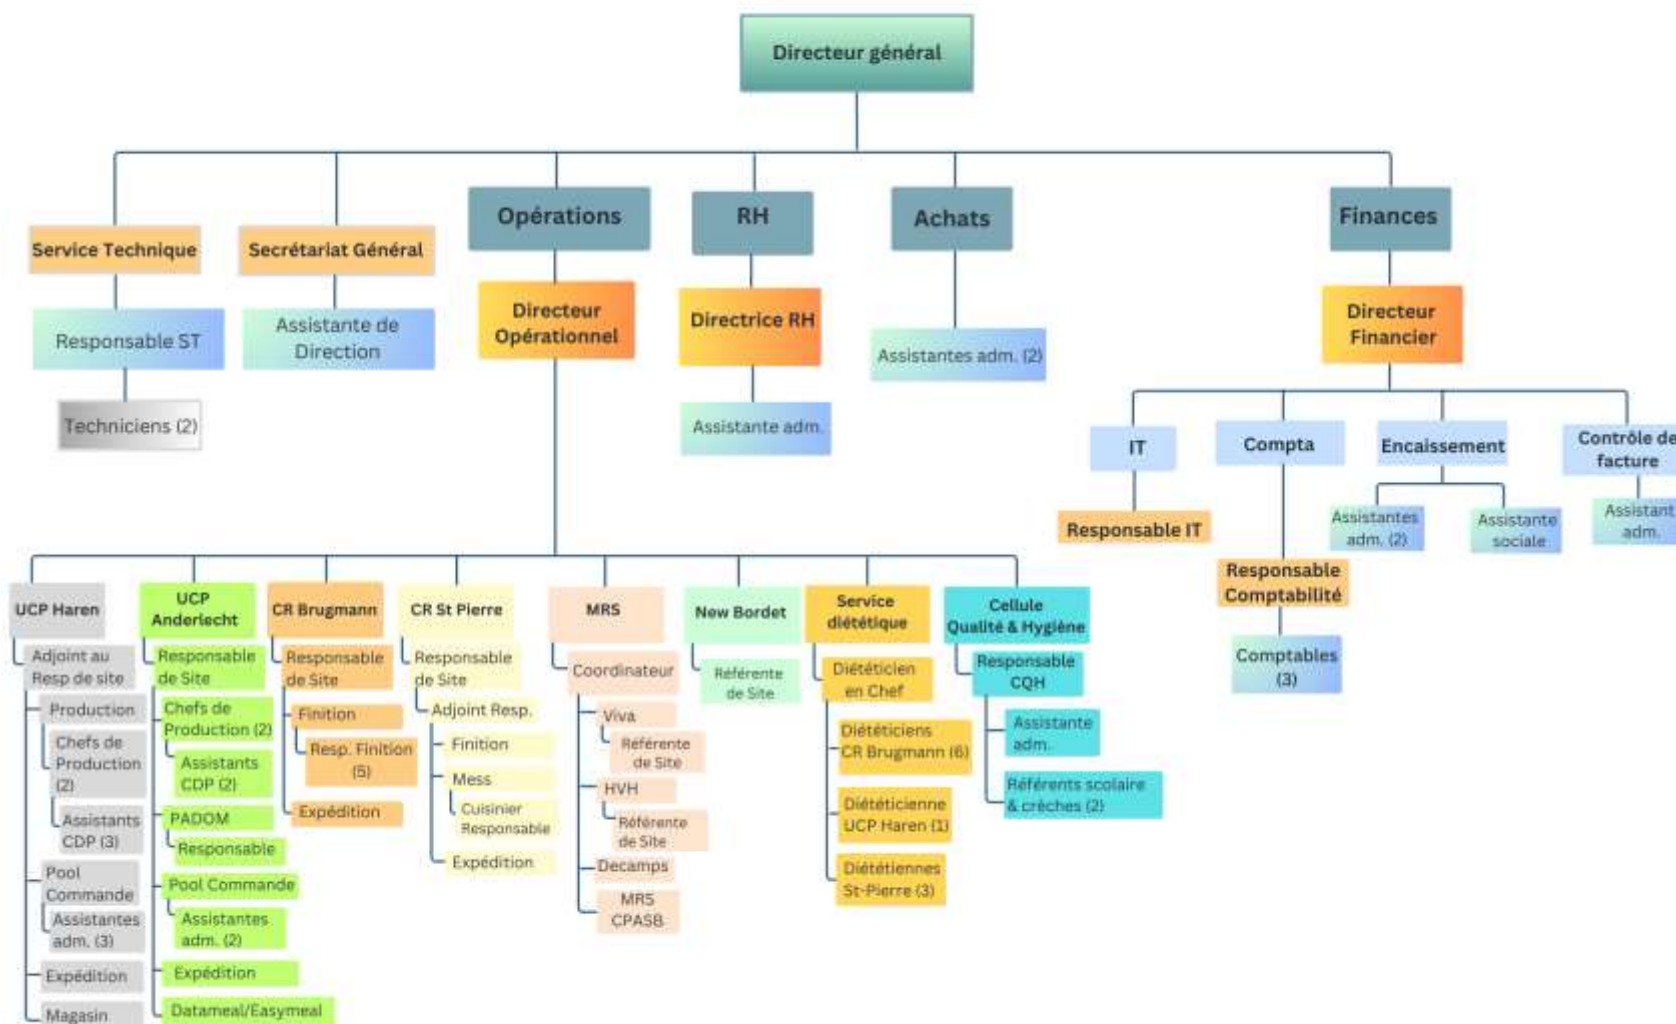 Directeur général
Service Technique
Responsable ST
Techniciens (2)
Secrétariat Général
Assistante de
Direction
Opérations
Directeur
Opérationnel
RH
Directrice RH
Assistante adm.
Achats
Assistantes adm. (2)
Finances
Directeur
Financier
IT
Responsable IT
Compta
Responsable
Comptabilité
Comptables
(3)
Encaissement
Assistantes
adm. (2)
Assistante
sociale
Contrôle de
facture
Assistant
adm.
UCP Haren
Adjoint au
Resp de site
Production
Chefs de
Production
(2)
Assistants
CDP (3)
Pool
Commande
Assistantes
adm. (3)
Expédition
Magasin
UCP
Anderlecht
Responsable
de Site
Chefs de
Production (2)
Assistants
CDP (2)
PADOM
Responsable
Pool Commande
Assistantes
adm. (2)
Expédition
Datameal/Easymeal
CR Brugmann
Responsable
de Site
Finition
Resp. Finition
(5)
Expédition
CR St Pierre
Responsable
de Site
Adjoint Resp.
Finition
Mess
Cuisinier
Responsable
Expédition
MRS
Coordinateur
Viva
Référente
de Site
HVH
Référente
de Site
Decamps
MRS
CPASB
New Bordet
Référente
de Site
Service
diététique
Diététicien
en Chef
Diététiciens
CR Brugmann (6)
Diététicienne
UCP Haren (1)
Diététiennes
St-Pierre (3)
Cellule
Qualité & Hygiène
Responsable
CQH
Assistante
adm.
Référents scolaire
& crèches (2)